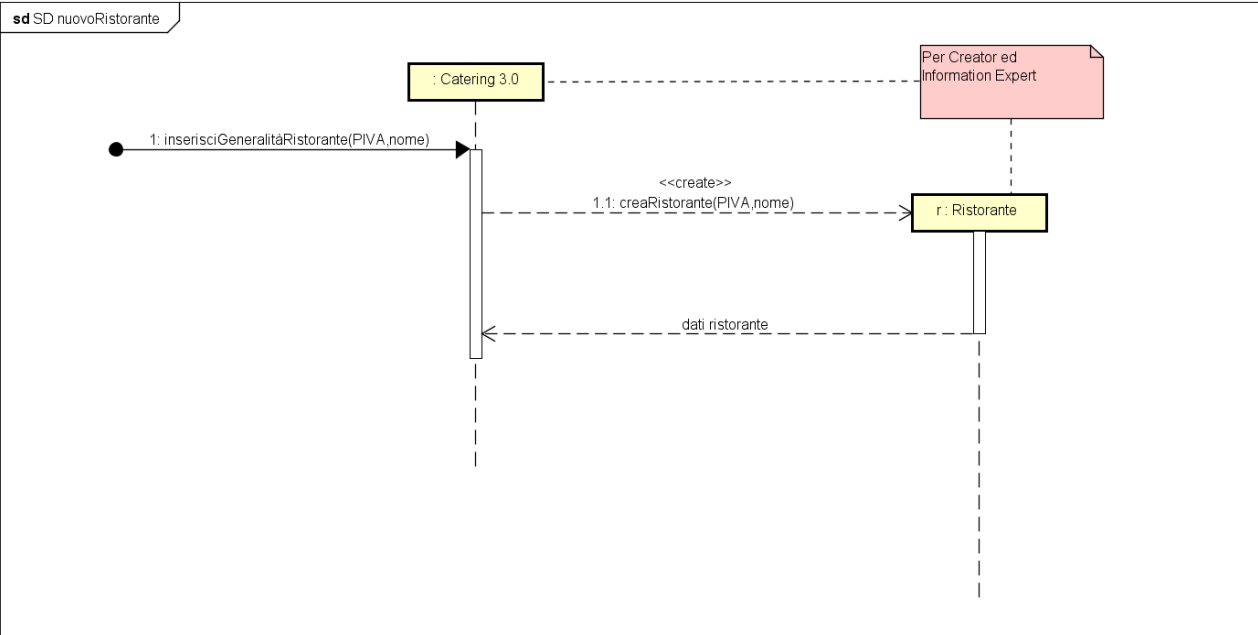 sd SD nuovoRistorante
Per Creator ed
Information Expert
: Catering 3.0
1: inserisciGeneralitàRistorante(PIVA,nome)
<<create>>
1.1: creaRistorante(PIVA,nome)
r : Ristorante
dati ristorante